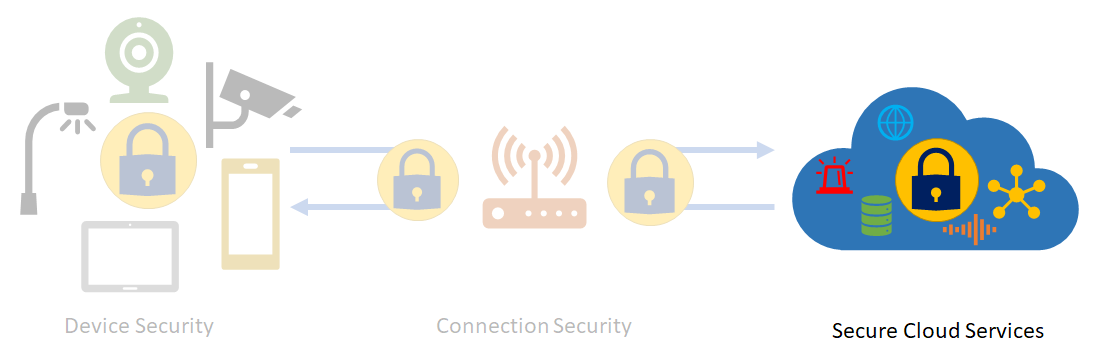 Device Security
Connection Security
Secure Cloud Services